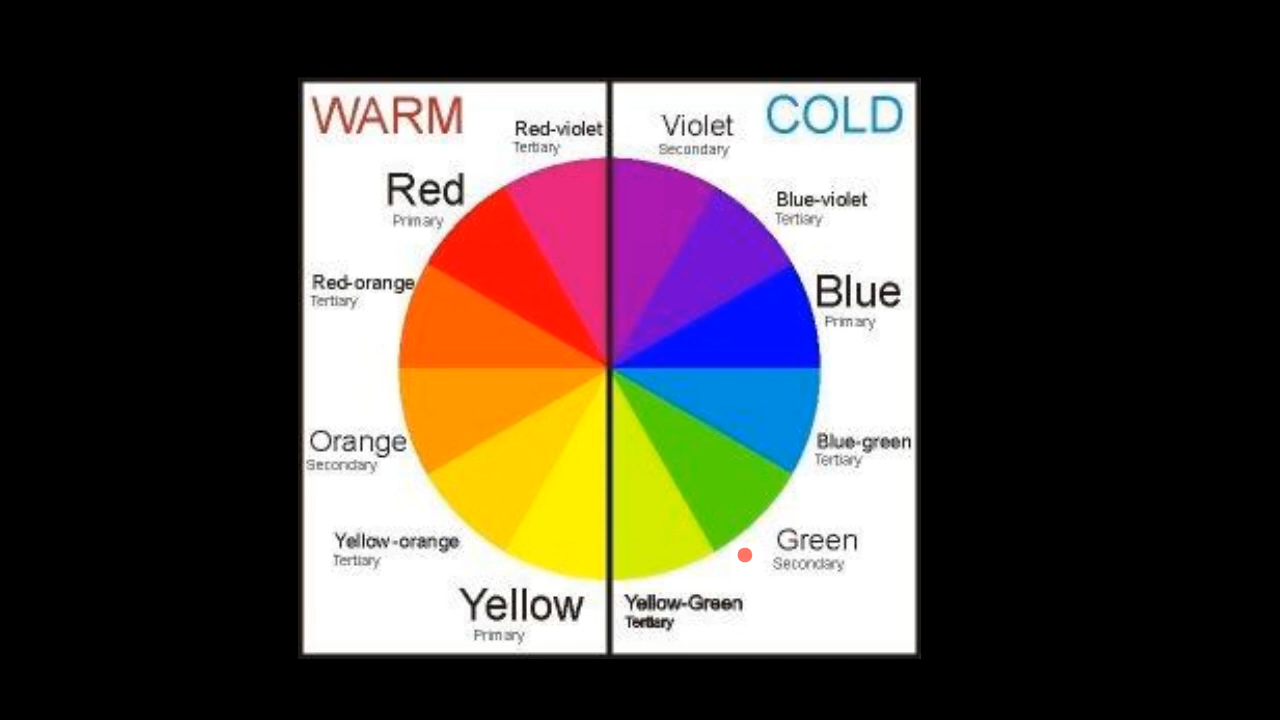 WARM
COLD
Red-violet
Tertiary
Violet
Secondary
Red
Primary
Blue-violet
Tertiary
Red-orange
Tertiary
Blue
Primary
Orange
Secondary
Blue-green
Tertiary
Yellow-orange
Tertiary
Green
Secondary
Yellow
Primary
Yellow-Green
Tertiary